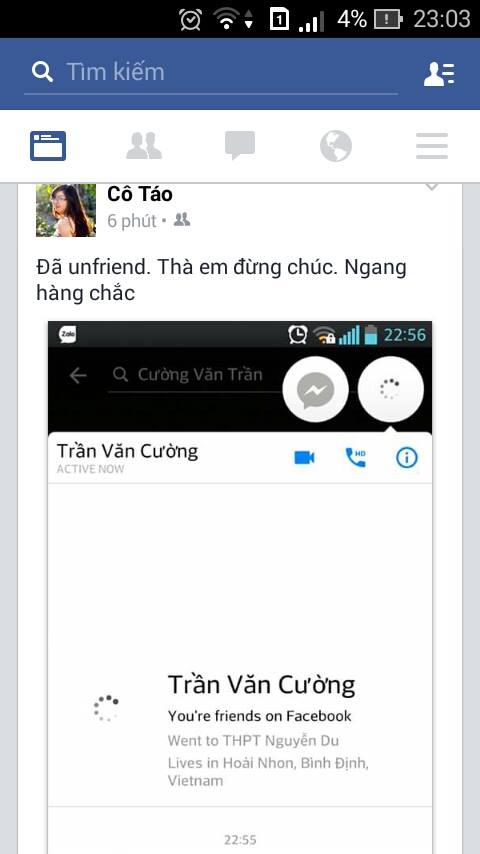 1 4% 23:03
Tìm kiếm
Cô Táo
6 phút •
Đã unfriend. Thà em đừng chúc. Ngang
hàng chắc
Zalo 22:56
Cường Văn Trần
Trần Văn Cường
ACTIVE NOW
HD
Trần Văn Cường
You're friends on Facebook
Went to THPT Nguyễn Du
Lives in Hoài Nhon, Bình Định,
Vietnam
22:55